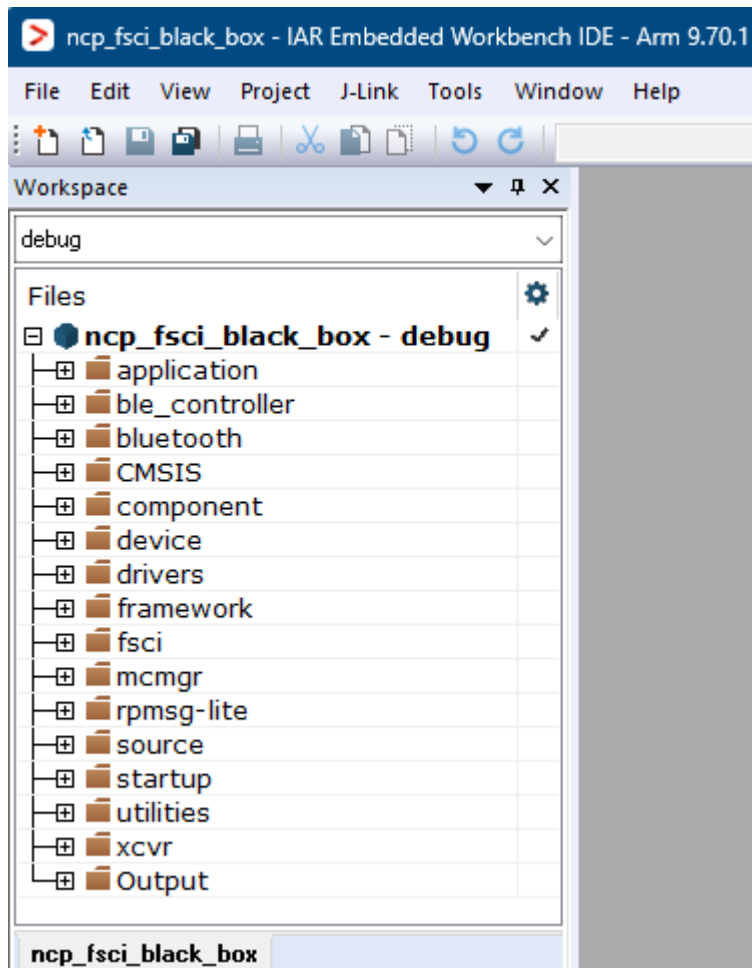 ncp_fsci_black_box - IAR Embedded Workbench IDE - Arm 9.70.1
File Edit View Project J-Link Tools Window Help
Workspace
debug
Files
ncp_fsci_black_box - debug
application
ble_controller
bluetooth
CMSIS
component
device
drivers
framework
fsci
mcmgr
rpmsg-lite
source
startup
utilities
xcvr
Output
ncp_fsci_black_box